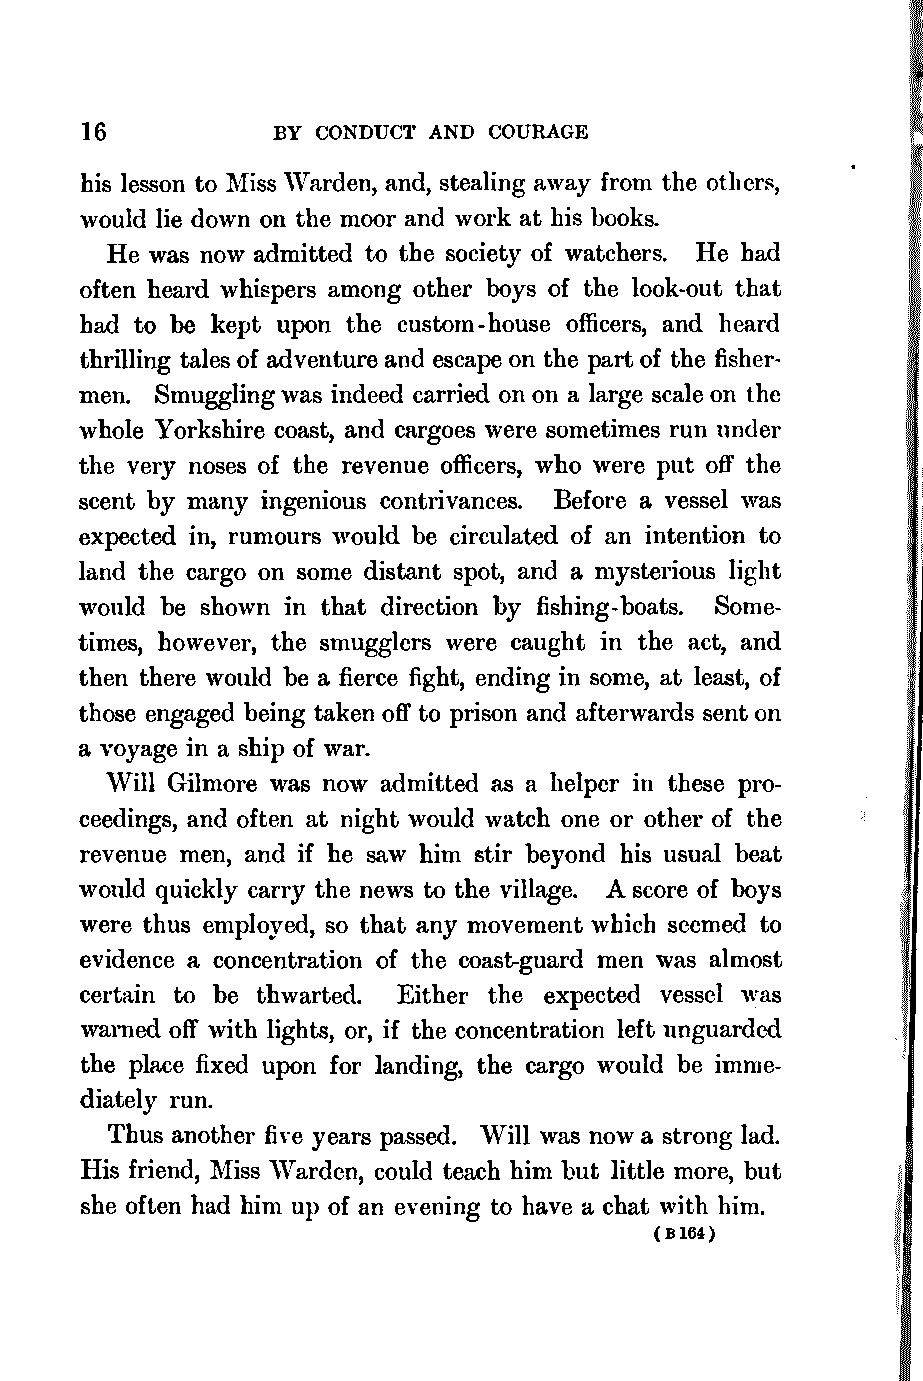 16 BY CONDUCT AND COURAGE
his lesson to Miss Warden, and, stealing away from the others,
would lie down on the moor and work at his books.
He was now admitted to the society of watchers. He had
often heard whispers among other boys of the look-out that
had to be kept upon the custom-house officers, and heard
thrilling tales of adventure and escape on the part of the fisher-
men. Smuggling was indeed carried on on a large scale on the
whole Yorkshire coast, and cargoes were sometimes run under
the very noses of the revenue officers, who were put off the
scent by many ingenious contrivances. Before a vessel was
expected in, rumours would be circulated of an intention to
land the cargo on some distant spot, and a mysterious light
would be shown in that direction by fishing-boats. Some-
times, however, the smugglers were caught in the act, and
then there would be a fierce fight, ending in some, at least, of
those engaged being taken off to prison and afterwards sent on
a voyage in a ship of war.
Will Gilmore was now admitted as a helper in these pro-
ceedings, and often at night would watch one or other of the
revenue men, and if he saw him stir beyond his usual beat
would quickly carry the news to the village. A score of boys
were thus employed, so that any movement which seemed to
evidence a concentration of the coast-guard men was almost
certain to be thwarted. Either the expected vessel was
warned off with lights, or, if the concentration left unguarded
the place fixed upon for landing, the cargo would be imme-
diately run.
Thus another five years passed. Will was now a strong lad.
His friend, Miss Warden, could teach him but little more, but
she often had him up of an evening to have a chat with him.
(B164)